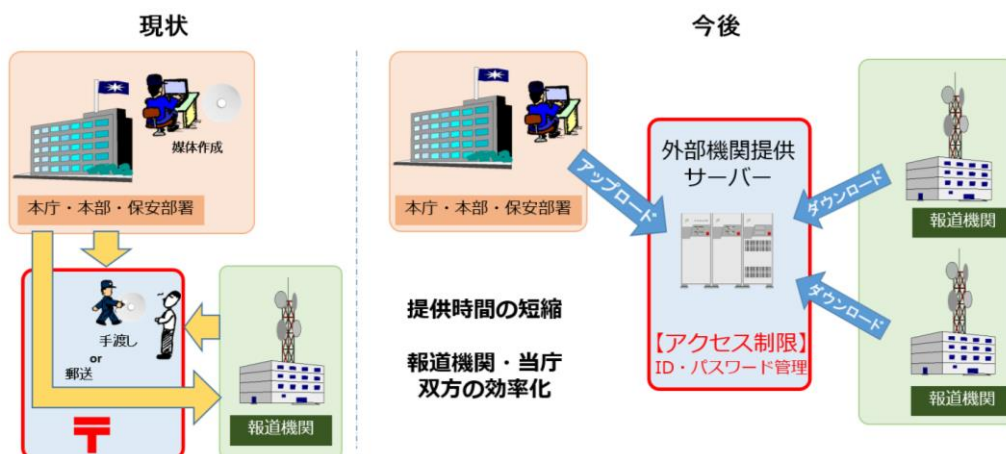 現状
媒体作成
本庁・本部・保安部署
手渡し
or
郵送
報道機関
今後
本庁・本部・保安部署
アップロード
外部機関提供
サーバー
【アクセス制限】
ID・パスワード管理
ダウンロード
報道機関
ダウンロード
報道機関
提供時間の短縮
報道機関・当庁
双方の効率化